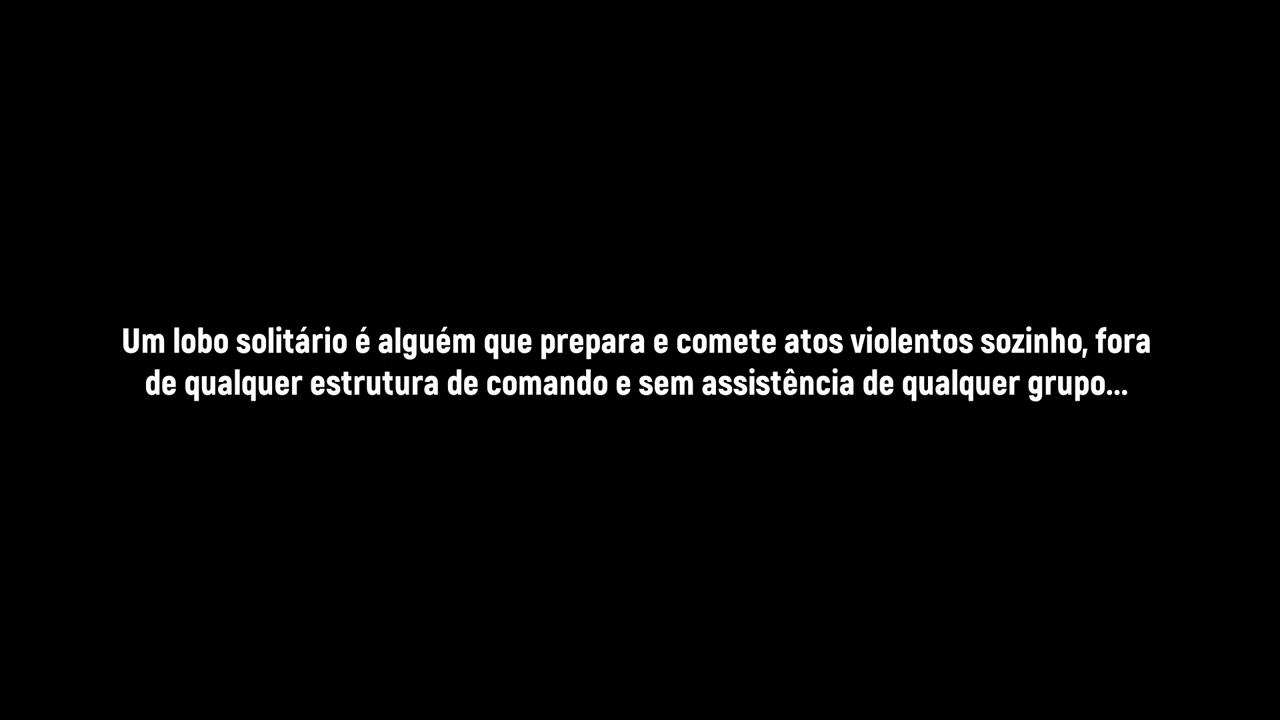 Um lobo solitário é alguém que prepara e comete atos violentos sozinho, fora
de qualquer estrutura de comando e sem assistência de qualquer grupo...